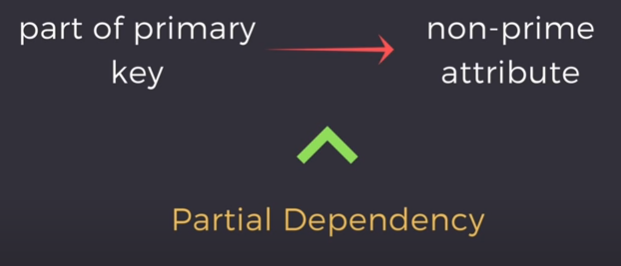 part of primary
key
non-prime
attribute
Partial Dependency